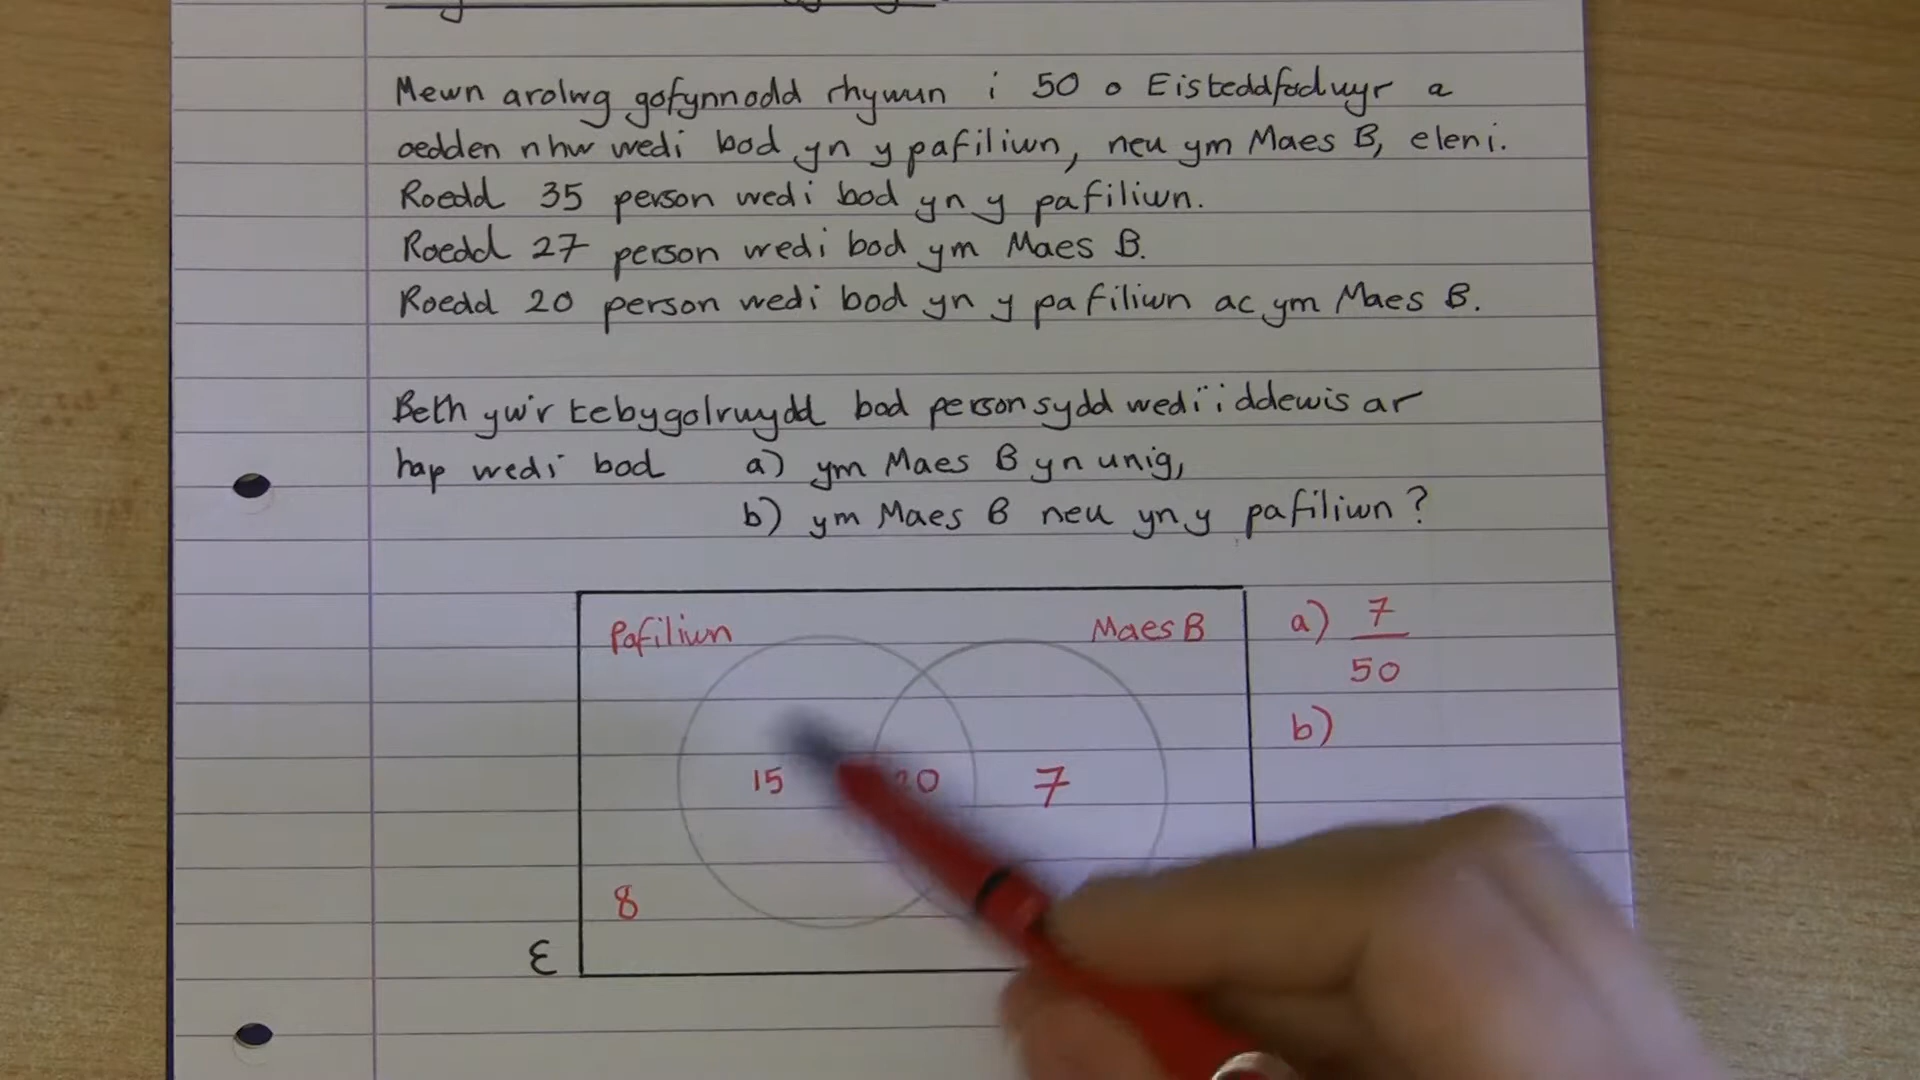 Mewn arolwg gofynnodd rhywun i 50 o Eisteddfodwyr a
oedden nhw wedi bod yn y pafiliwn, neu ym Maes B, eleni.
Roedd 35 person wedi bod yn y pafiliwn.
Roedd 27 person wedi bod ym Maes B.
Roedd 20 person wedi bod yn y pafiliwn ac ym Maes B.
Beth yw'r tebygolrwydd bod person sydd wedi'i ddewis ar
hap wedi bod a) ym Maes B yn unig,
b) ym Maes B neu yn y pafiliwn?
Pafiliwn Maes B
15 20 7
8
ℰ
a) 7
50
b)